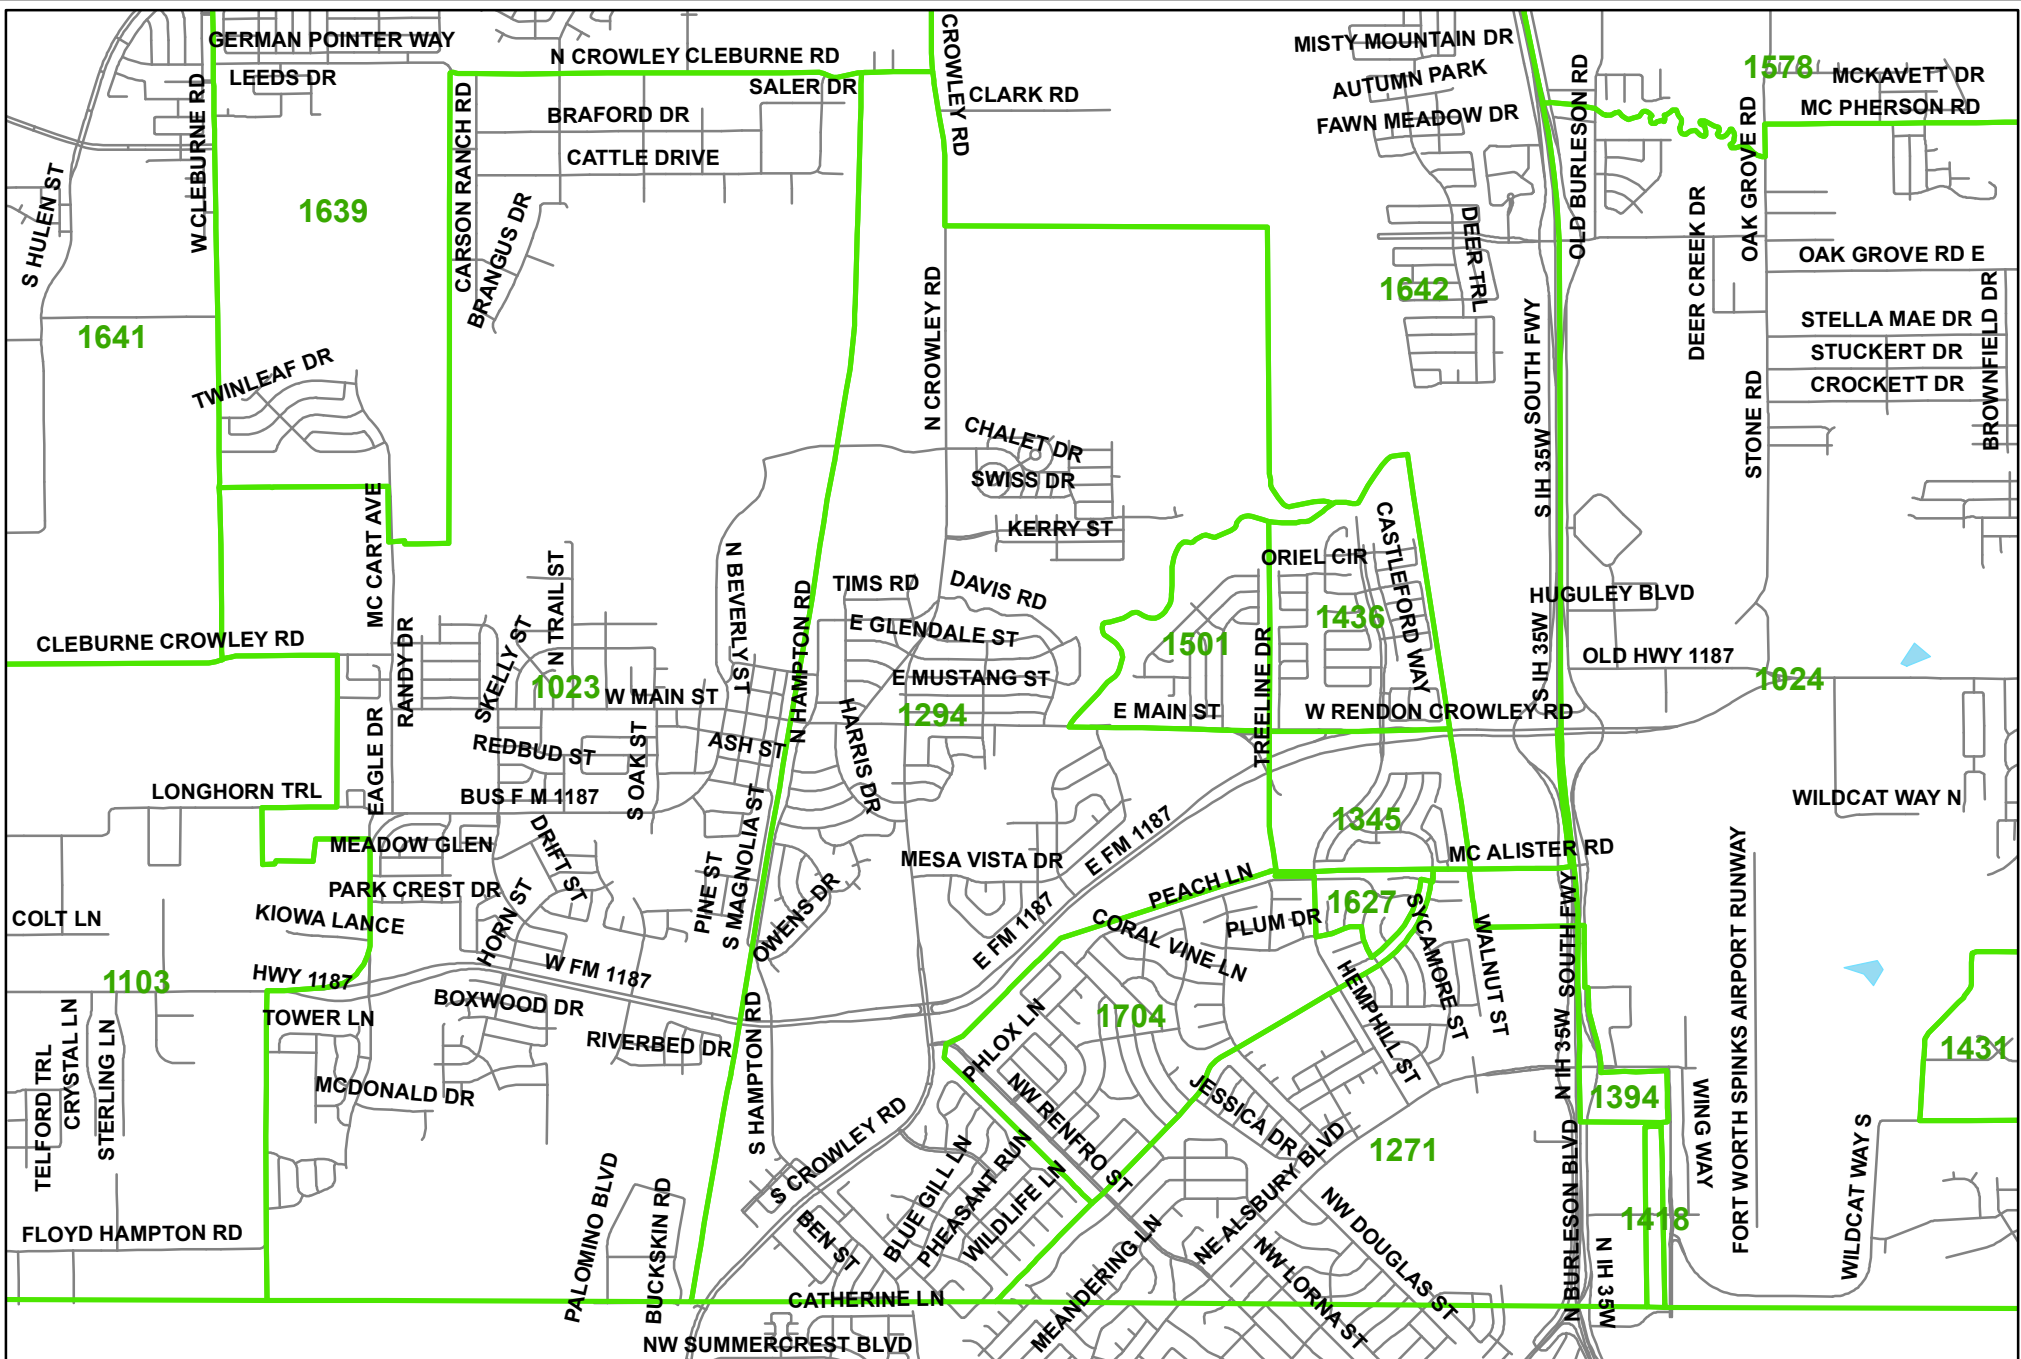 GERMAN POINTER WAY
LEEDS DR
W CLEBURNE RD
N CROWLEY CLEBURNE RD
SALER DR
CROWLEY RD
CLARK RD
MISTY MOUNTAIN DR
AUTUMN PARK
FAWN MEADOW DR
OLD BURLESON RD
1578
MCKAVETT DR
MC PHERSON RD
OAK GROVE RD
BRAFORD DR
CATTLE DRIVE
CARSON RANCH RD
BRANGUS DR
S HULEN ST
1639
1641
TWINLEAF DR
N CROWLEY RD
DEER TRL
1642
DEER CREEK DR
OAK GROVE RD E
BROWNFIELD DR
STELLA MAE DR
STUCKERT DR
CROCKETT DR
SOUTH FWY
S IH 35W
STONE RD
CHALET DR
SWISS DR
KERRY ST
MC CART AVE
N TRAIL ST
N BEVERLY ST
N HAMPTON RD
TIMS RD
DAVIS RD
E GLENDALE ST
E MUSTANG ST
ORIEL CIR
CASTLEFORD WAY
1436
1501
TREELINE DR
HUGULEY BLVD
S IH 35W
OLD HWY 1187
1024
CLEBURNE CROWLEY RD
RANDY DR
SKELLY ST
1023
W MAIN ST
1294
E MAIN ST
W RENDON CROWLEY RD
REDBUD ST
S OAK ST
ASH ST
HARRIS DR
EAGLE DR
LONGHORN TRL
BUS F M 1187
S MAGNOLIA ST
WILDCAT WAY N
MEADOW GLEN
DRIFT ST
PARK CREST DR
KIOWA LANCE
HORN ST
PINE ST
OWENS DR
MESA VISTA DR
E FM 1187
E FM 1187
1345
MC ALISTER RD
PEACH LN
1627
PLUM DR
CORAL VINE LN
SYCAMORE ST
WALNUT ST
SOUTH FWY
N IH 35W
FORT WORTH SPINKS AIRPORT RUNWAY
COLT LN
1103
HWY 1187
W FM 1187
TOWER LN
BOXWOOD DR
RIVERBED DR
S HAMPTON RD
MCDONALD DR
TELFORD TRL
CRYSTAL LN
STERLING LN
PHLOX LN
1704
HEMPHILL ST
NW RENFRO ST
JESSICA DR
1431
1394
WING WAY
S CROWLEY RD
BLUE GILL LN
PHEASANT RUN
WILDLIFE LN
NE ALSBURY BLVD
1271
1418
N BURLESON BLVD
N IH 35W
WILDCAT WAY S
FLOYD HAMPTON RD
PALOMINO BLVD
BUCKSKIN RD
BEN ST
MEANDERING LN
NW DOUGLAS ST
NW LORNA ST
CATHERINE LN
NW SUMMERCREST BLVD